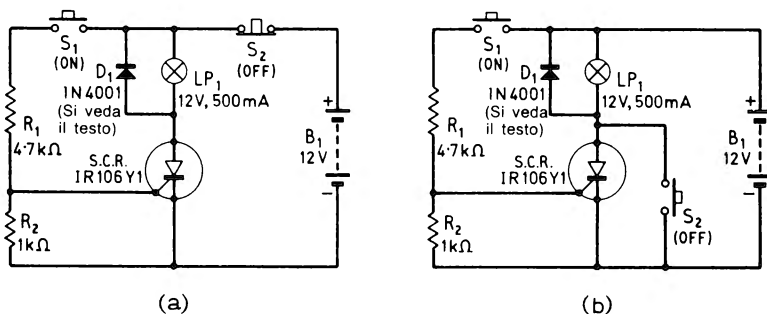 S1
(ON)
D1
1N4001
(Si veda
il testo)
LP1
12V, 500mA
S2
(OFF)
R1
4·7kΩ
S.C.R.
IR106Y1
R2
1kΩ
+
B1
12V
−
(a)
S1
(ON)
D1
1N4001
(Si veda
il testo)
LP1
12V, 500mA
R1
4.7kΩ
S.C.R.
IR106Y1
R2
1kΩ
S2
(OFF)
+
B1
12V
−
(b)